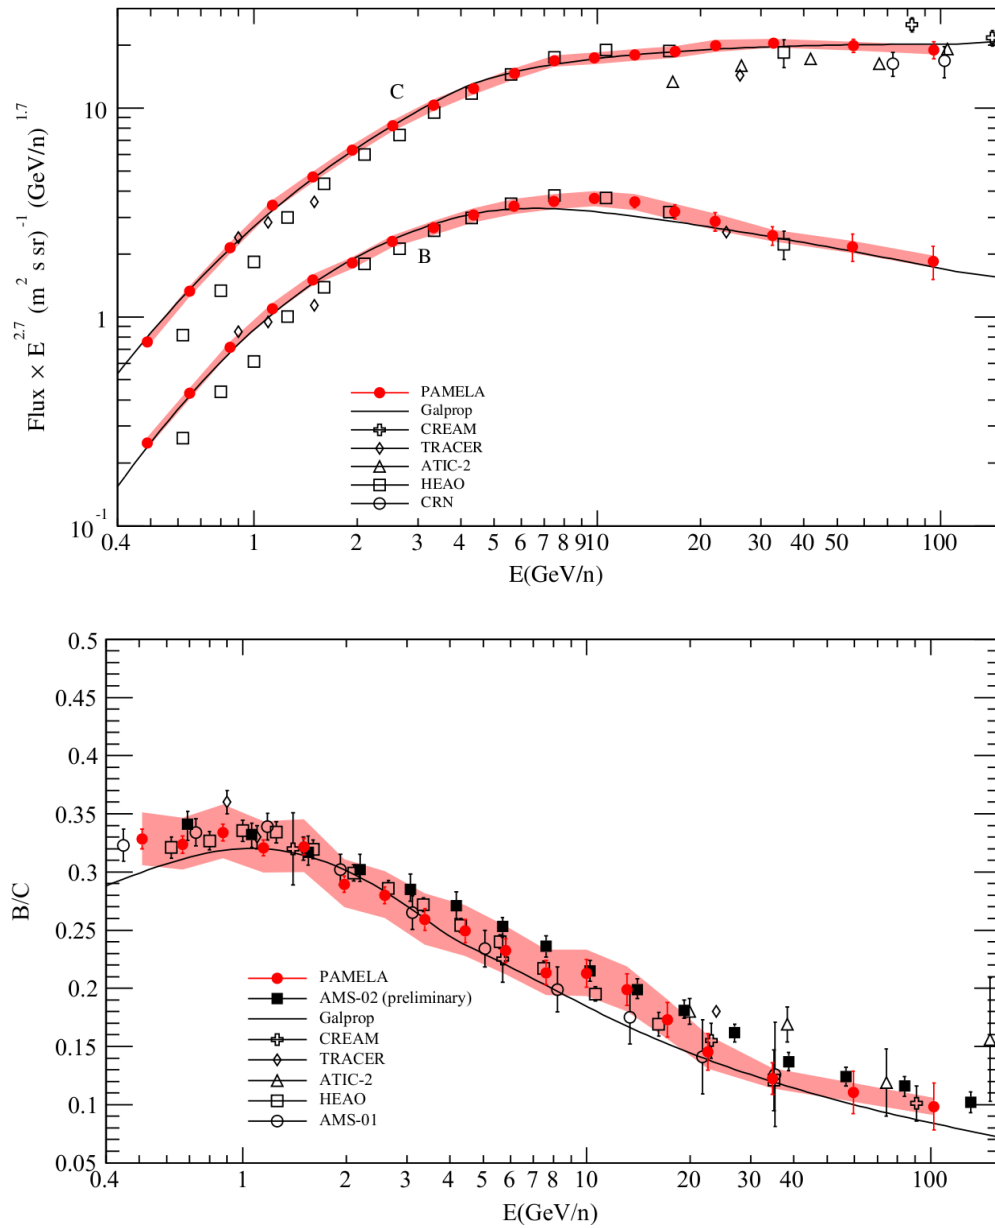 Flux × E^2.7 (m^2 s sr)^-1 (GeV/n)^1.7
10
1
10^-1
C
B
PAMELA
Galprop
CREAM
TRACER
ATIC-2
HEAO
CRN
0.4 1 2 3 4 5 6 7 8 9 10 20 30 40 100
E(GeV/n)
B/C
0.5
0.45
0.4
0.35
0.3
0.25
0.2
0.15
0.1
0.05
PAMELA
AMS-02 (preliminary)
Galprop
CREAM
TRACER
ATIC-2
HEAO
AMS-01
0.4 1 2 3 4 5 6 7 8 10 20 30 40 100
E(GeV/n)